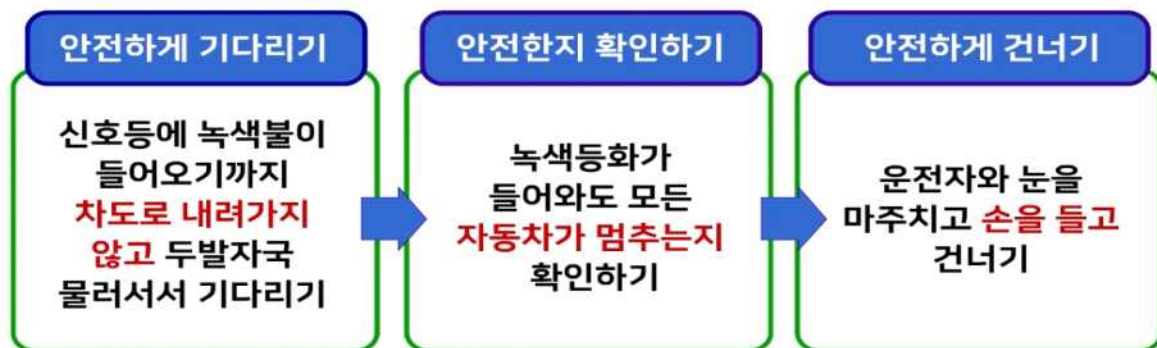 안전하게 기다리기
신호등에 녹색불이
들어오기까지
차도로 내려가지
않고 두발자국
물러서서 기다리기
안전한지 확인하기
녹색등화가
들어와도 모든
자동차가 멈추는지
확인하기
안전하게 건너기
운전자와 눈을
마주치고 손을 들고
건너기